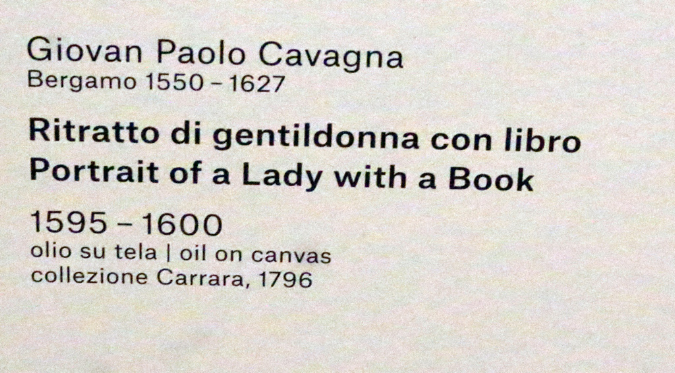 Giovan Paolo Cavagna
Bergamo 1550 – 1627
Ritratto di gentildonna con libro
Portrait of a Lady with a Book
1595 – 1600
olio su tela | oil on canvas
collezione Carrara, 1796